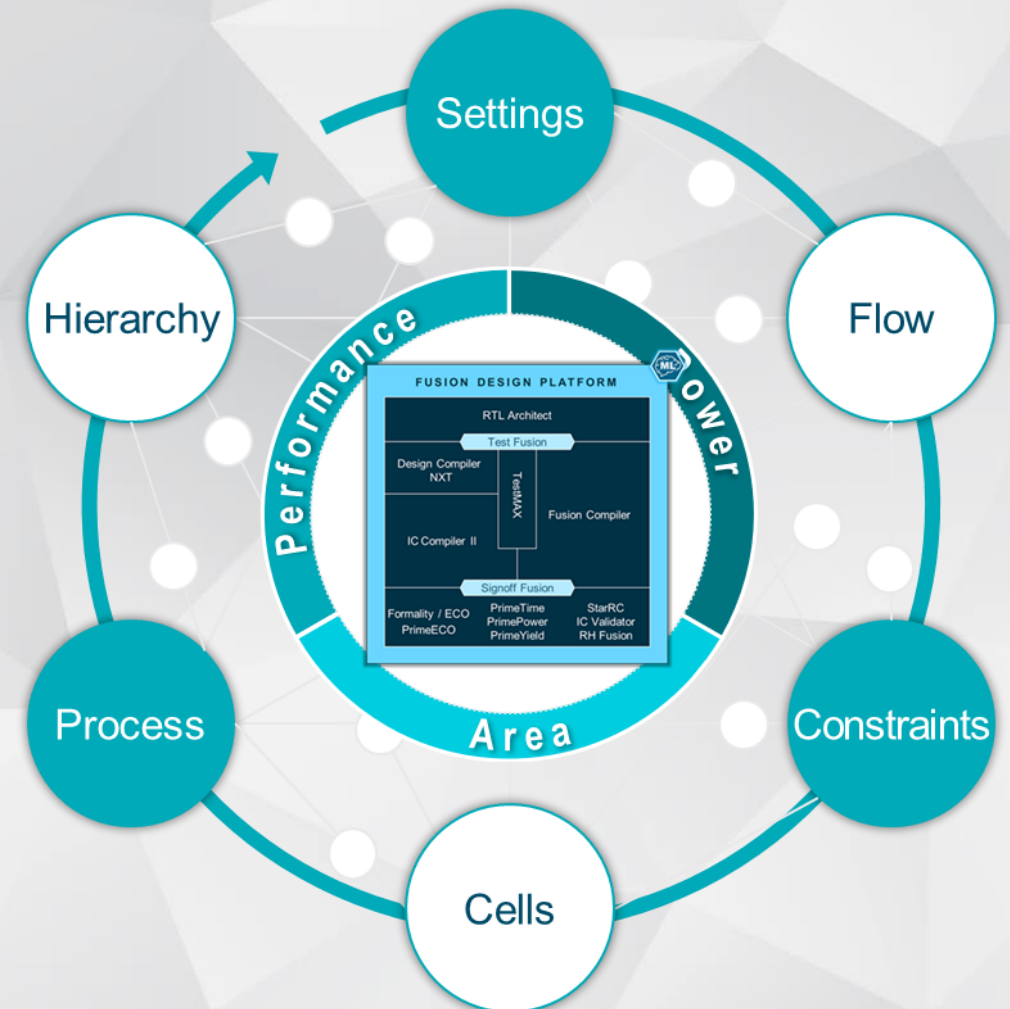 Settings
Hierarchy
Flow
Performance
Power
ML
FUSION DESIGN PLATFORM
RTL Architect
Test Fusion
Design Compiler
NXT
TestMAX
Fusion Compiler
IC Compiler II
Signoff Fusion
Formality / ECO
PrimeECO
PrimeTime
PrimePower
PrimeYield
StarRC
IC Validator
RH Fusion
Process
Area
Constraints
Cells